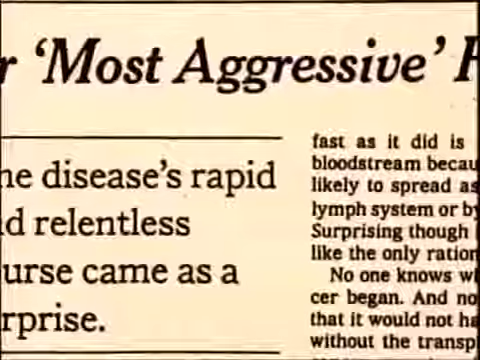 r ‘Most Aggressive’
he disease’s rapid
d relentless
urse came as a
rprise.
fast as it did is
bloodstream becau
likely to spread as
lymph system or by
Surprising though
like the only ration
No one knows wh
cer began. And no
that it would not ha
without the transp